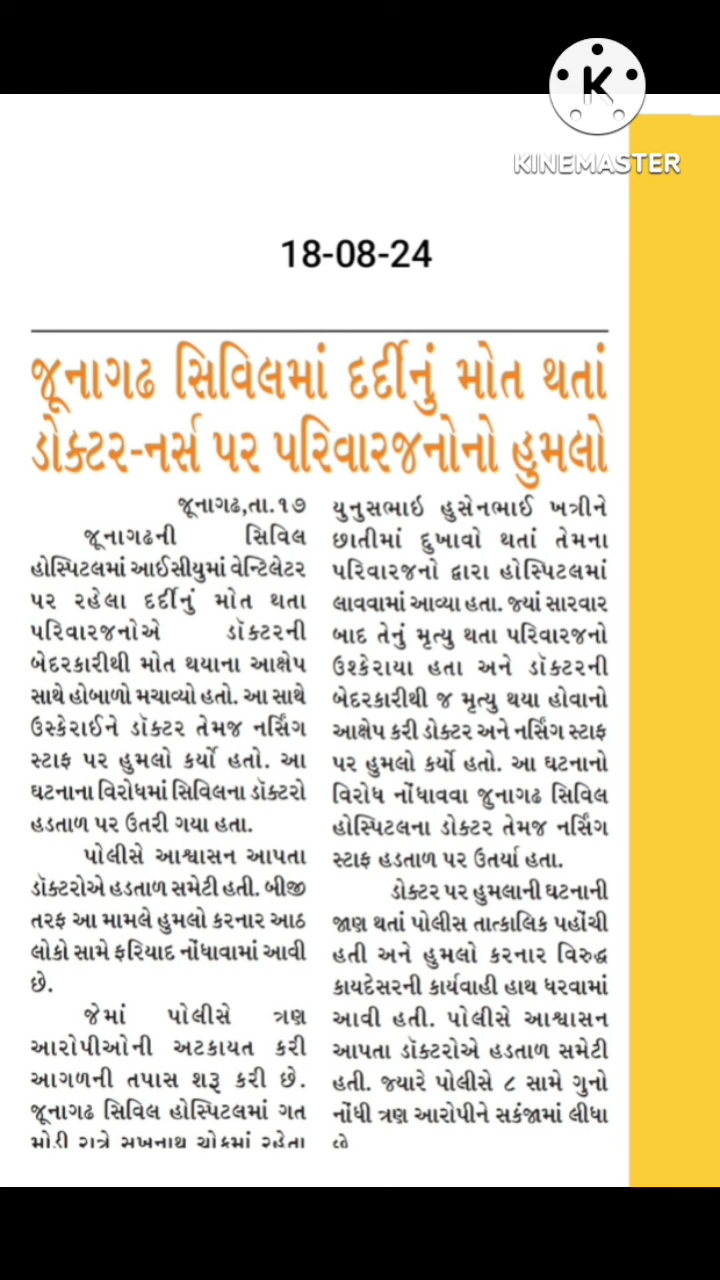 K
KINEMASTER
18-08-24
જૂનાગઢ સિવિલમાં દર્દીનું મોત થતાં
ડોક્ટર-નર્સ પર પરિવારજનોનો હુમલો
જૂનાગઢ,તા.૧૭
જૂનાગઢની સિવિલ
હોસ્પિટલમાં આઈસીયુમાં વેન્ટિલેટર
પર રહેલા દર્દીનું મોત થતા
પરિવારજનોએ ડૉક્ટરની
બેદરકારીથી મોત થયાના આક્ષેપ
સાથે હોબાળો મચાવ્યો હતો. આ સાથે
ઉસ્કેરાઈને ડૉક્ટર તેમજ નર્સિંગ
સ્ટાફ પર હુમલો કર્યો હતો. આ
ઘટનાના વિરોધમાં સિવિલના ડૉક્ટરો
હડતાળ પર ઉતરી ગયા હતા.
પોલીસે આશ્વાસન આપતા
ડૉક્ટરોએ હડતાળ સમેટી હતી. બીજી
તરફ આ મામલે હુમલો કરનાર આઠ
લોકો સામે ફરિયાદ નોંધાવામાં આવી
છે.
જેમાં પોલીસે ત્રણ
આરોપીઓની અટકાયત કરી
આગળની તપાસ શરૂ કરી છે.
જૂનાગઢ સિવિલ હોસ્પિટલમાં ગત
મોડી રાત્રે સુખનાથ ચોકમાં રહેતા
યુનુસભાઇ હુસેનભાઈ ખત્રીને
છાતીમાં દુખાવો થતાં તેમના
પરિવારજનો દ્વારા હોસ્પિટલમાં
લાવવામાં આવ્યા હતા. જ્યાં સારવાર
બાદ તેનું મૃત્યુ થતા પરિવારજનો
ઉશ્કેરાયા હતા અને ડૉક્ટરની
બેદરકારીથી જ મૃત્યુ થયા હોવાનો
આક્ષેપ કરી ડોક્ટર અને નર્સિંગ સ્ટાફ
પર હુમલો કર્યો હતો. આ ઘટનાનો
વિરોધ નોંધાવવા જુનાગઢ સિવિલ
હોસ્પિટલના ડોક્ટર તેમજ નર્સિંગ
સ્ટાફ હડતાળ પર ઉતર્યા હતા.
ડોક્ટર પર હુમલાની ઘટનાની
જાણ થતાં પોલીસ તાત્કાલિક પહોંચી
હતી અને હુમલો કરનાર વિરુદ્ધ
કાયદેસરની કાર્યવાહી હાથ ધરવામાં
આવી હતી. પોલીસે આશ્વાસન
આપતા ડૉક્ટરોએ હડતાળ સમેટી
હતી. જ્યારે પોલીસે ૮ સામે ગુનો
નોંધી ત્રણ આરોપીને સકંજામાં લીધા
છે